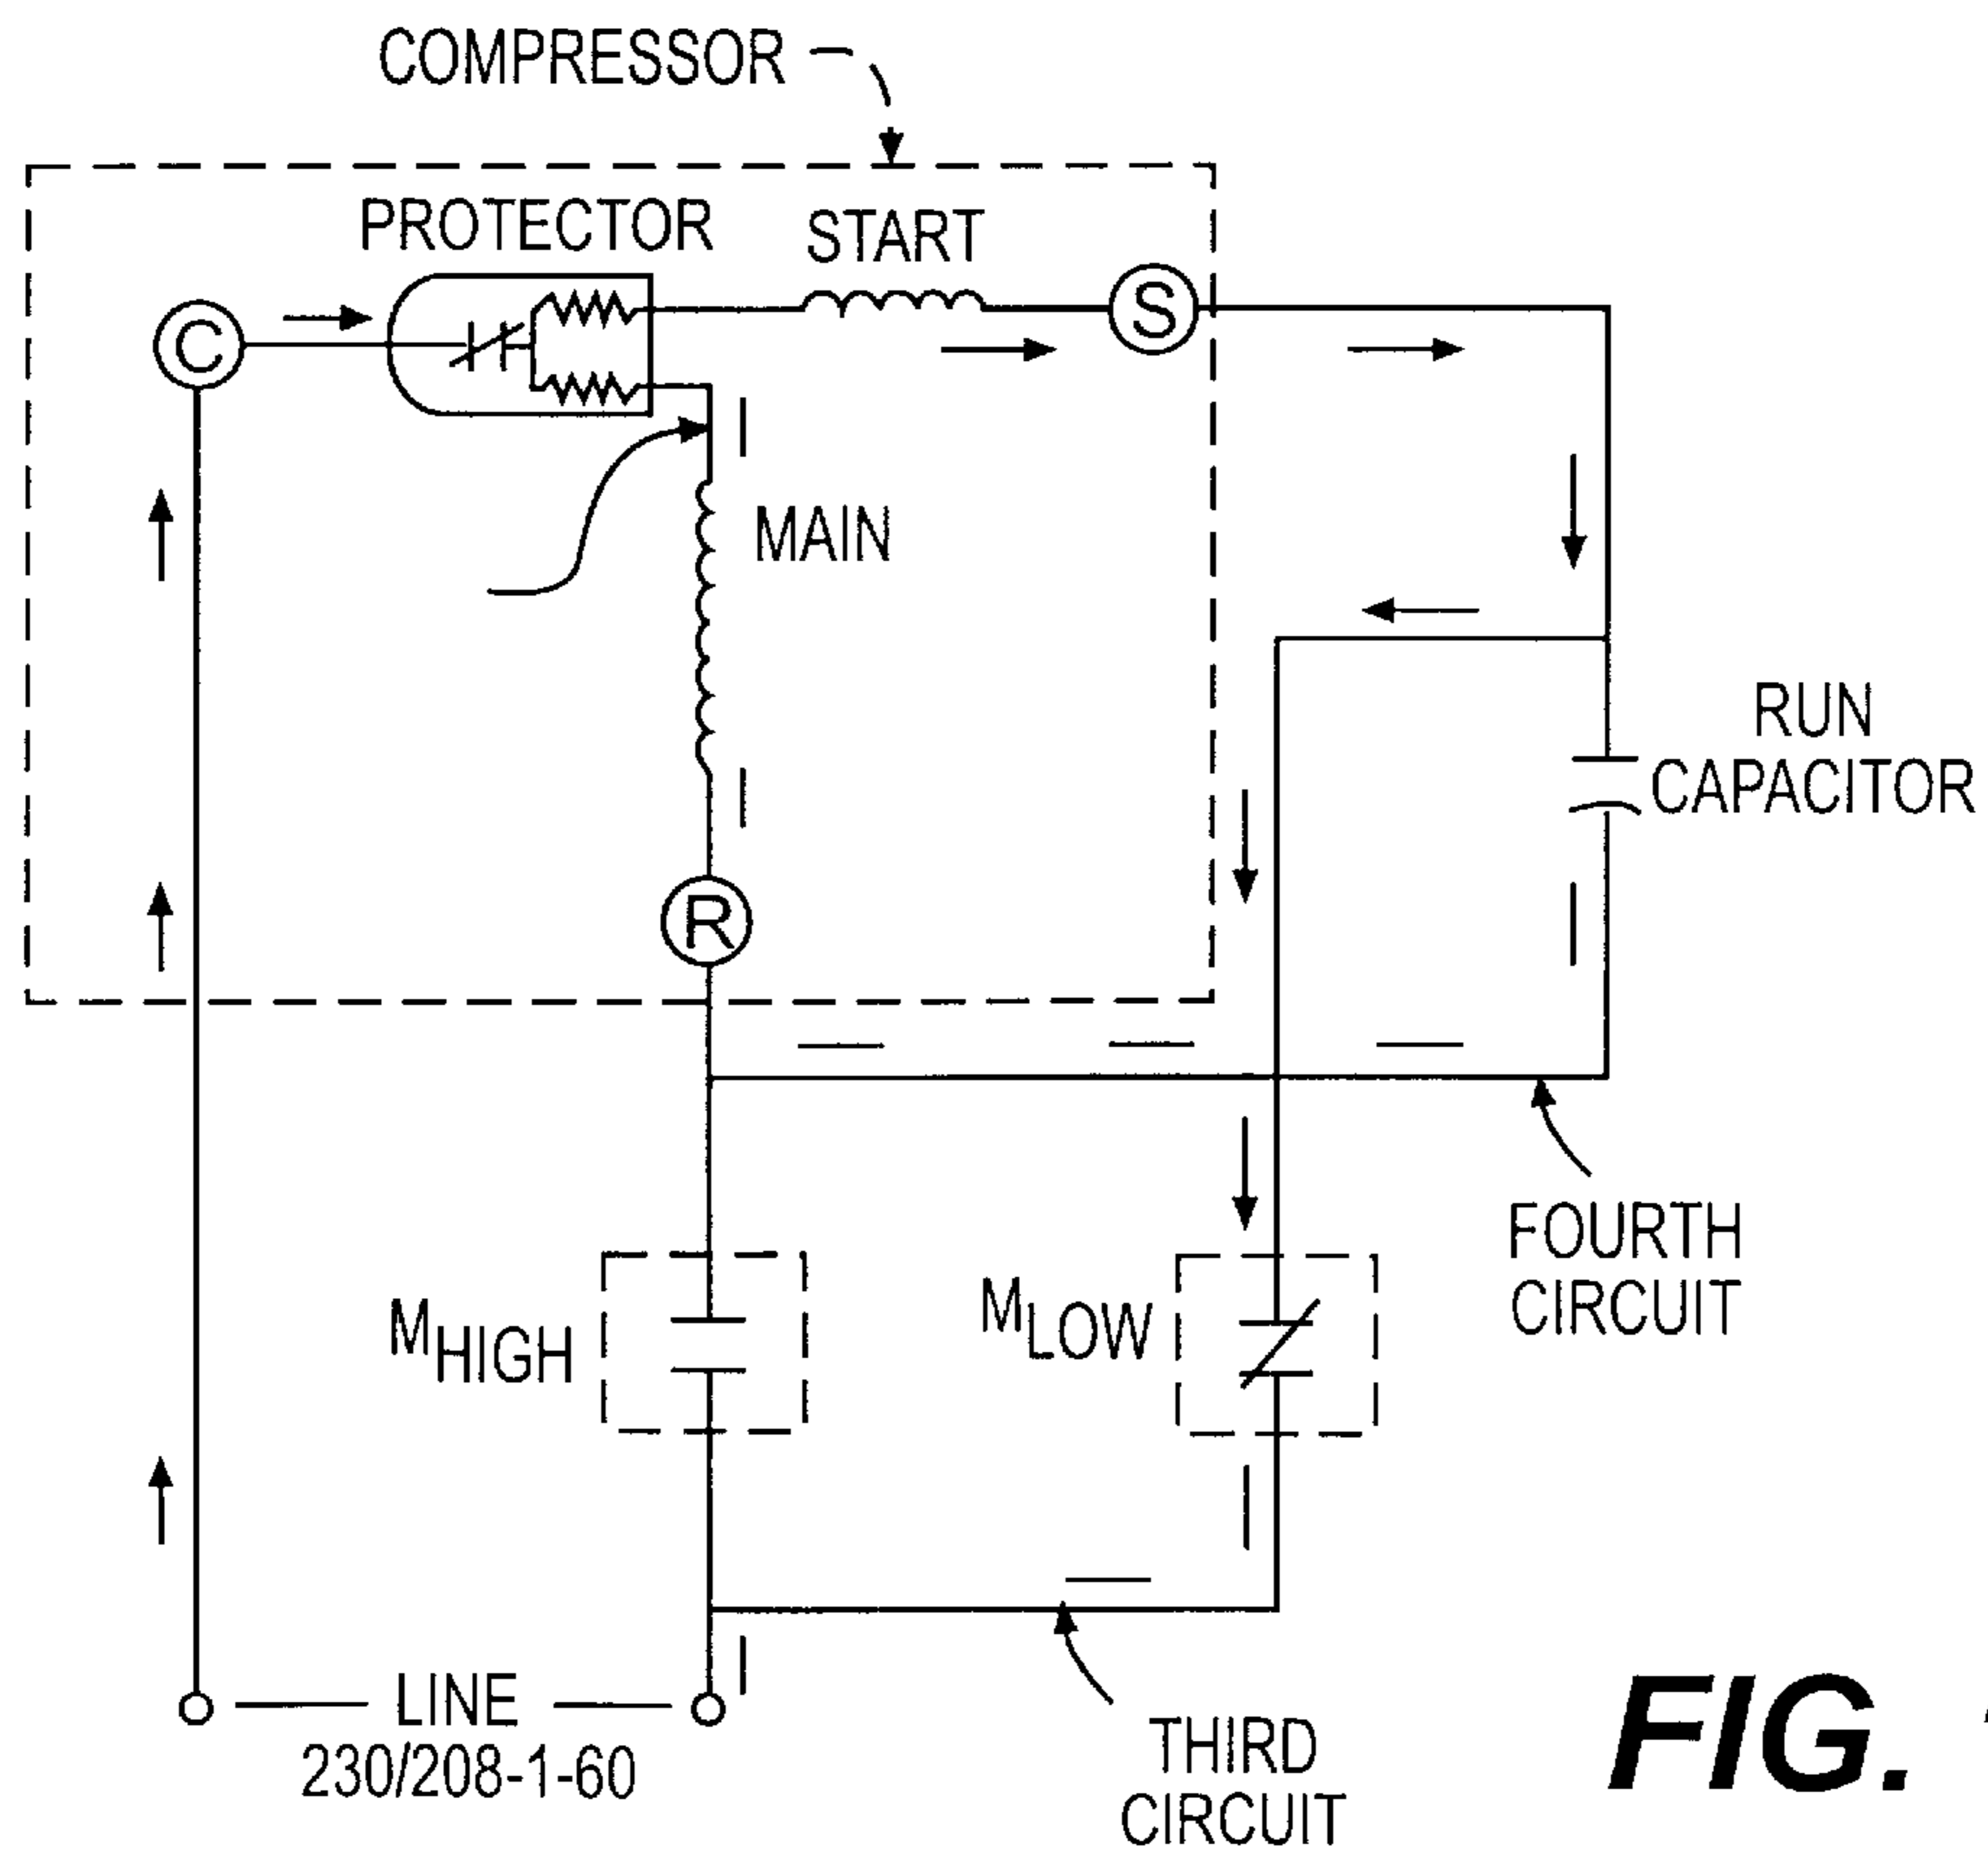 COMPRESSOR
PROTECTOR
START
C
S
MAIN
RUN
CAPACITOR
R
FOURTH
CIRCUIT
MHIGH
MLOW
LINE
230/208-1-60
THIRD
CIRCUIT
FIG.